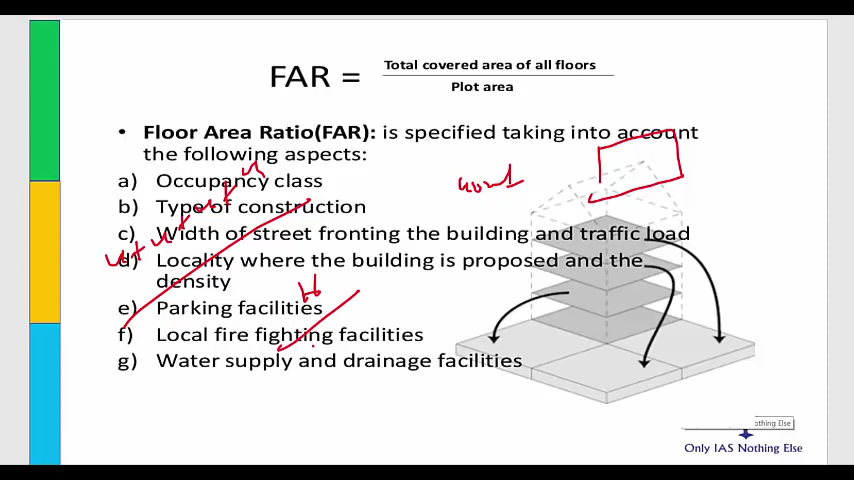 FAR =
Total covered area of all floors
Plot area
• Floor Area Ratio(FAR): is specified taking into account
the following aspects:
a) Occupancy class
b) Type of construction
c) Width of street fronting the building and traffic load
d) Locality where the building is proposed and the
density
e) Parking facilities
f) Local fire fighting facilities
g) Water supply and drainage facilities
othing Else
Only IAS Nothing Else